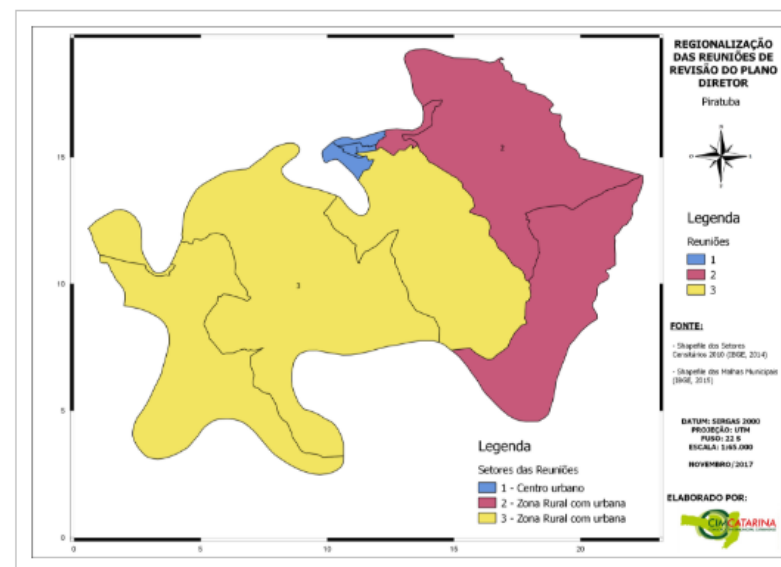 REGIONALIZAÇÃO
DAS REUNIÕES DE
REVISÃO DO PLANO
DIRETOR
Piratuba
N
O
L
S
Legenda
Reuniões
1
2
3
FONTE:
- Shapefile dos Setores
Censitários 2010 (IBGE, 2014)
- Shapefile das Malhas Municipais
(IBGE, 2015)
DATUM: SIRGAS 2000
PROJEÇÃO: UTM
FUSO: 22 S
ESCALA: 1:65.000
NOVEMBRO/2017
ELABORADO POR:
CIMCATARINA
2
3
Legenda
Setores das Reuniões
1 - Centro urbano
2 - Zona Rural com urbana
3 - Zona Rural com urbana
15
10
5
0
0
5
10
15
20